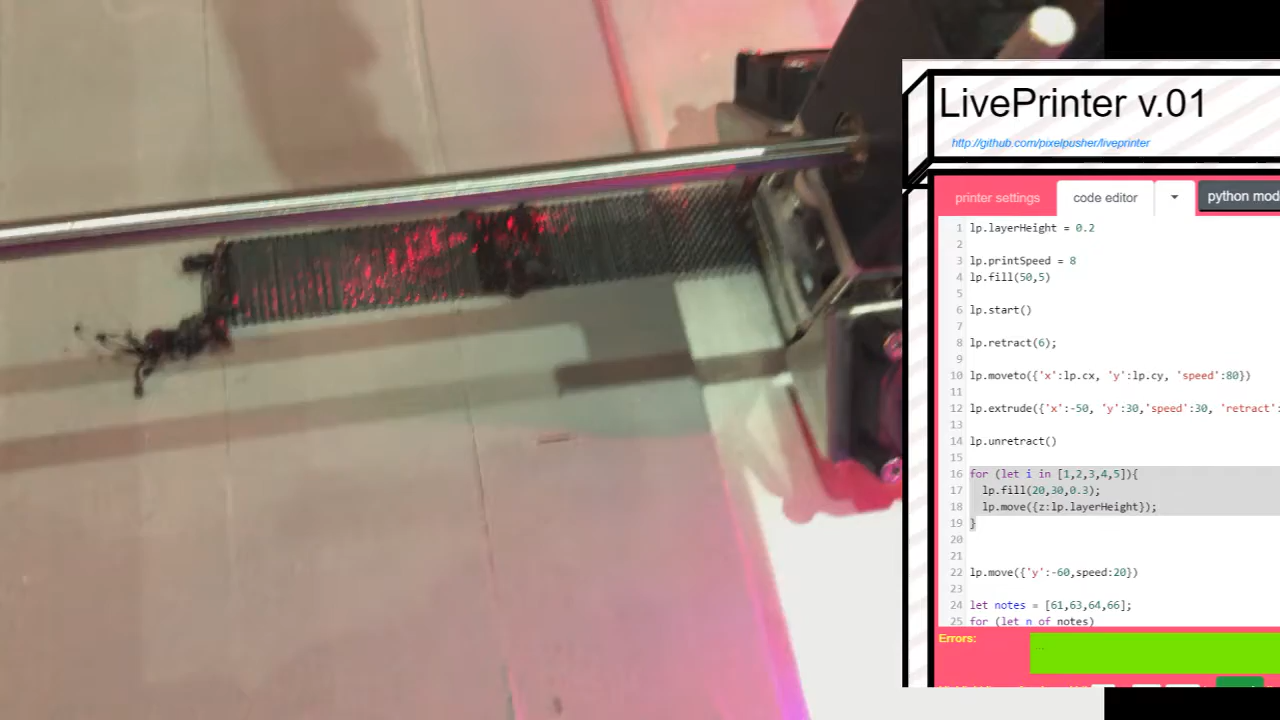 LivePrinter v.01
http://github.com/pixelpusher/liveprinter
printer settings
code editor
python mod
1 lp.layerHeight = 0.2
2
3 lp.printSpeed = 8
4 lp.fill(50,5)
5
6 lp.start()
7
8 lp.retract(6);
9
10 lp.moveto({'x':lp.cx, 'y':lp.cy, 'speed':80})
11
12 lp.extrude({'x':-50, 'y':30,'speed':30, 'retract':
13
14 lp.unretract()
15
16 for (let i in [1,2,3,4,5]){
17 lp.fill(20,30,0.3);
18 lp.move({z:lp.layerHeight});
19 }
20
21
22 lp.move({'y':-60,speed:20})
23
24 let notes = [61,63,64,66];
25 for (let n of notes)
Errors:
...